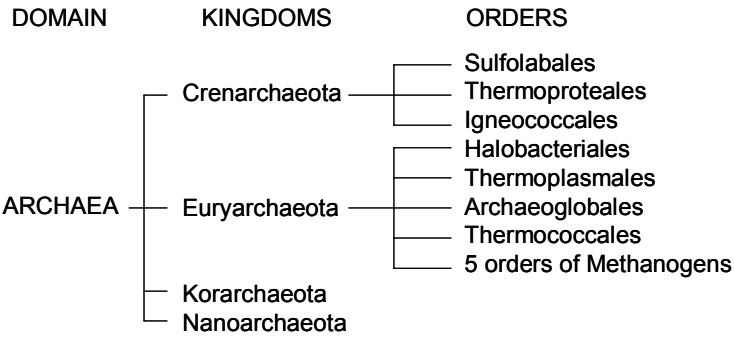 DOMAIN KINGDOMS ORDERS
Sulfolabales
Crenarchaeota Thermoproteales
Igneococcales
Halobacteriales
Thermoplasmales
ARCHAEA Euryarchaeota Archaeoglobales
Thermococcales
5 orders of Methanogens
Korarchaeota
Nanoarchaeota